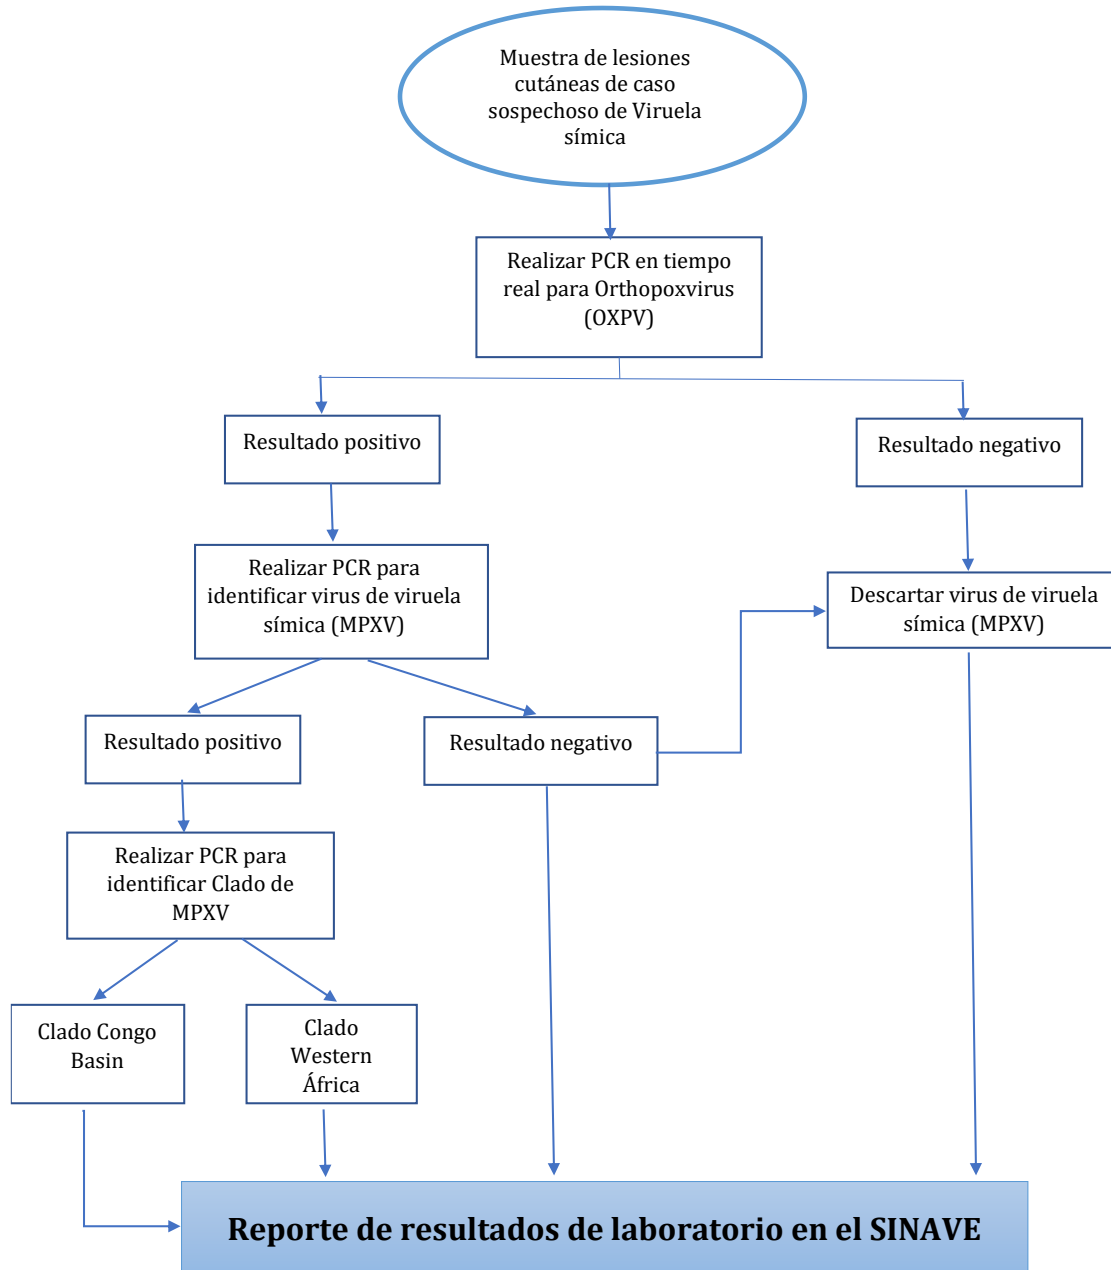 Muestra de lesiones
cutáneas de caso
sospechoso de Viruela
símica
Realizar PCR en tiempo
real para Orthopoxvirus
(OXPV)
Resultado positivo
Resultado negativo
Realizar PCR para
identificar virus de viruela
símica (MPXV)
Descartar virus de viruela
símica (MPXV)
Resultado positivo
Resultado negativo
Realizar PCR para
identificar Clado de
MPXV
Clado Congo
Basin
Clado
Western
África
Reporte de resultados de laboratorio en el SINAVE